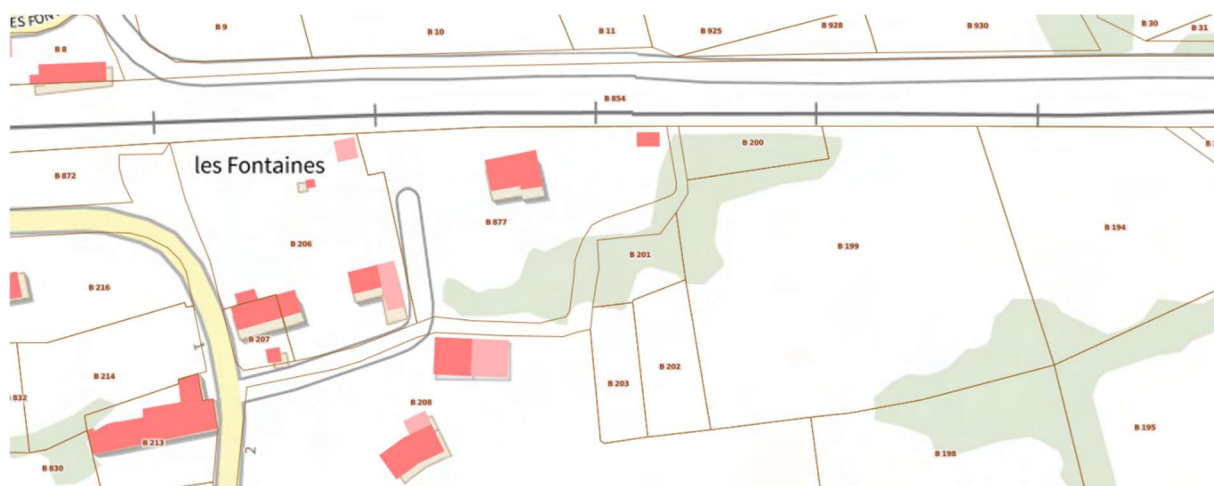 ES FON
B 9
B 10
B 11
B 925
B 928
B 930
B 30
B 31
B 8
B 854
B 872
les Fontaines
B 200
B 877
B 206
B 201
B 199
B 194
B 216
1
B 207
B 214
B 203
B 202
832
B 208
B 213
2
B 830
B 198
B 195